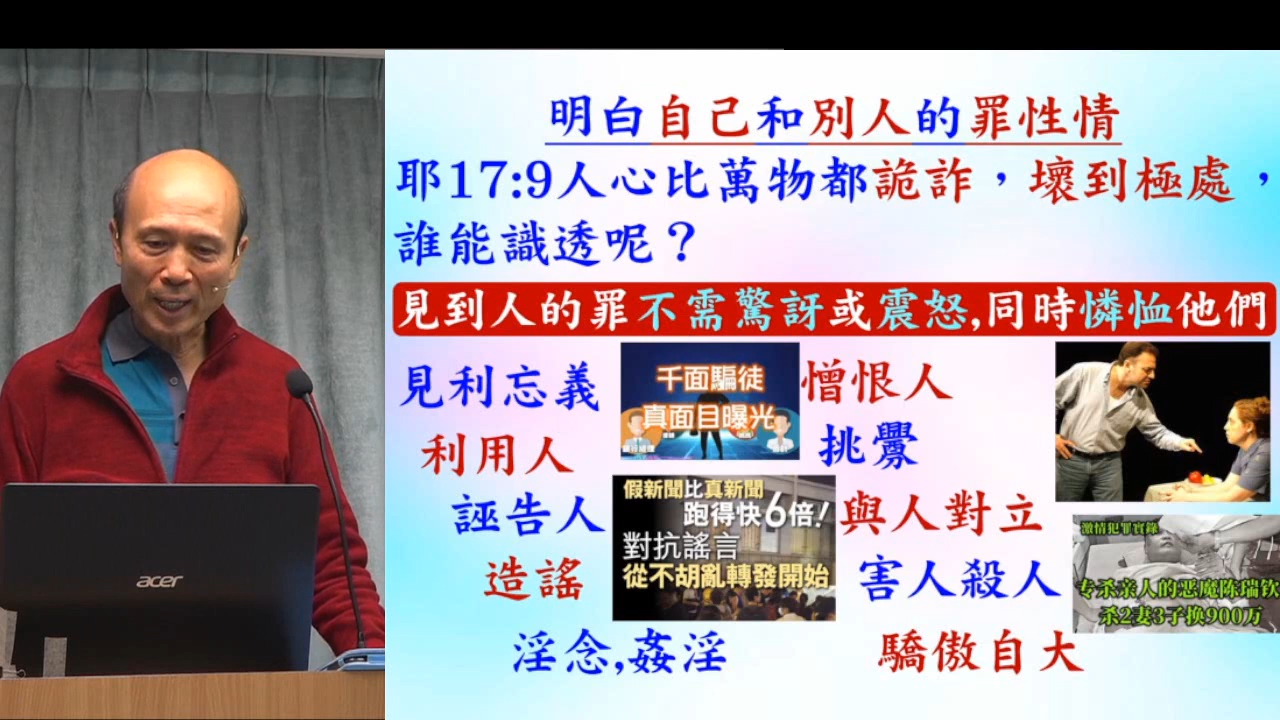 明白自己和別人的罪性情
耶17:9人心比萬物都詭詐，壞到極處，
誰能識透呢？
見到人的罪不需驚訝或震怒,同時憐恤他們
見利忘義
利用人
誣告人
造謠
淫念,姦淫
千面騙徒
真面目曝光
假新聞比真新聞
跑得快6倍!
對抗謠言
從不胡亂轉發開始
憎恨人
挑釁
與人對立
害人殺人
驕傲自大
激情犯罪實錄
专杀亲人的恶魔陈瑞钦
杀2妻3子换900万
acer